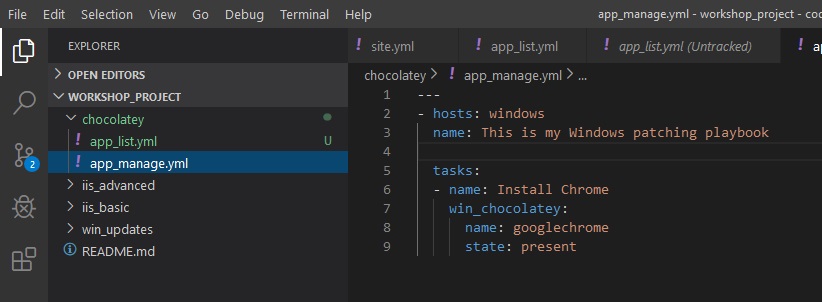 File Edit Selection View Go Debug Terminal Help app_manage.yml - workshop_project - cod
EXPLORER
OPEN EDITORS
WORKSHOP_PROJECT
chocolatey
! app_list.yml U
! app_manage.yml
iis_advanced
iis_basic
win_updates
README.md
2
! site.yml ! app_list.yml ! app_list.yml (Untracked) ! ap
chocolatey > ! app_manage.yml > ...
1 ---
2 - hosts: windows
3 name: This is my Windows patching playbook
4
5 tasks:
6 - name: Install Chrome
7 win_chocolatey:
8 name: googlechrome
9 state: present